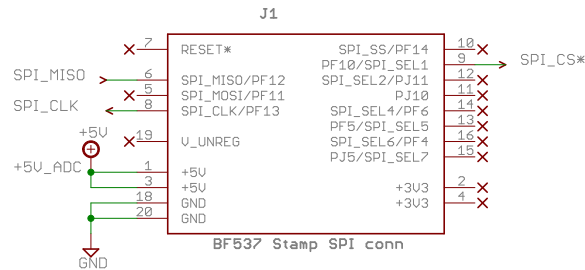 J1
7 RESET* SPI_SS/PF14 10
PF10/SPI_SEL1 9 SPI_CS*
SPI_MISO 6 SPI_MISO/PF12 SPI_SEL2/PJ11 12
5 SPI_MOSI/PF11 PJ10 11
SPI_CLK 8 SPI_CLK/PF13 SPI_SEL4/PF6 14
PF5/SPI_SEL5 13
+5V 19 V_UNREG SPI_SEL6/PF4 16
PJ5/SPI_SEL7 15
+5V_ADC 1 +5V
3 +5V +3V3 2
18 GND +3V3 4
20 GND
BF537 Stamp SPI conn
GND